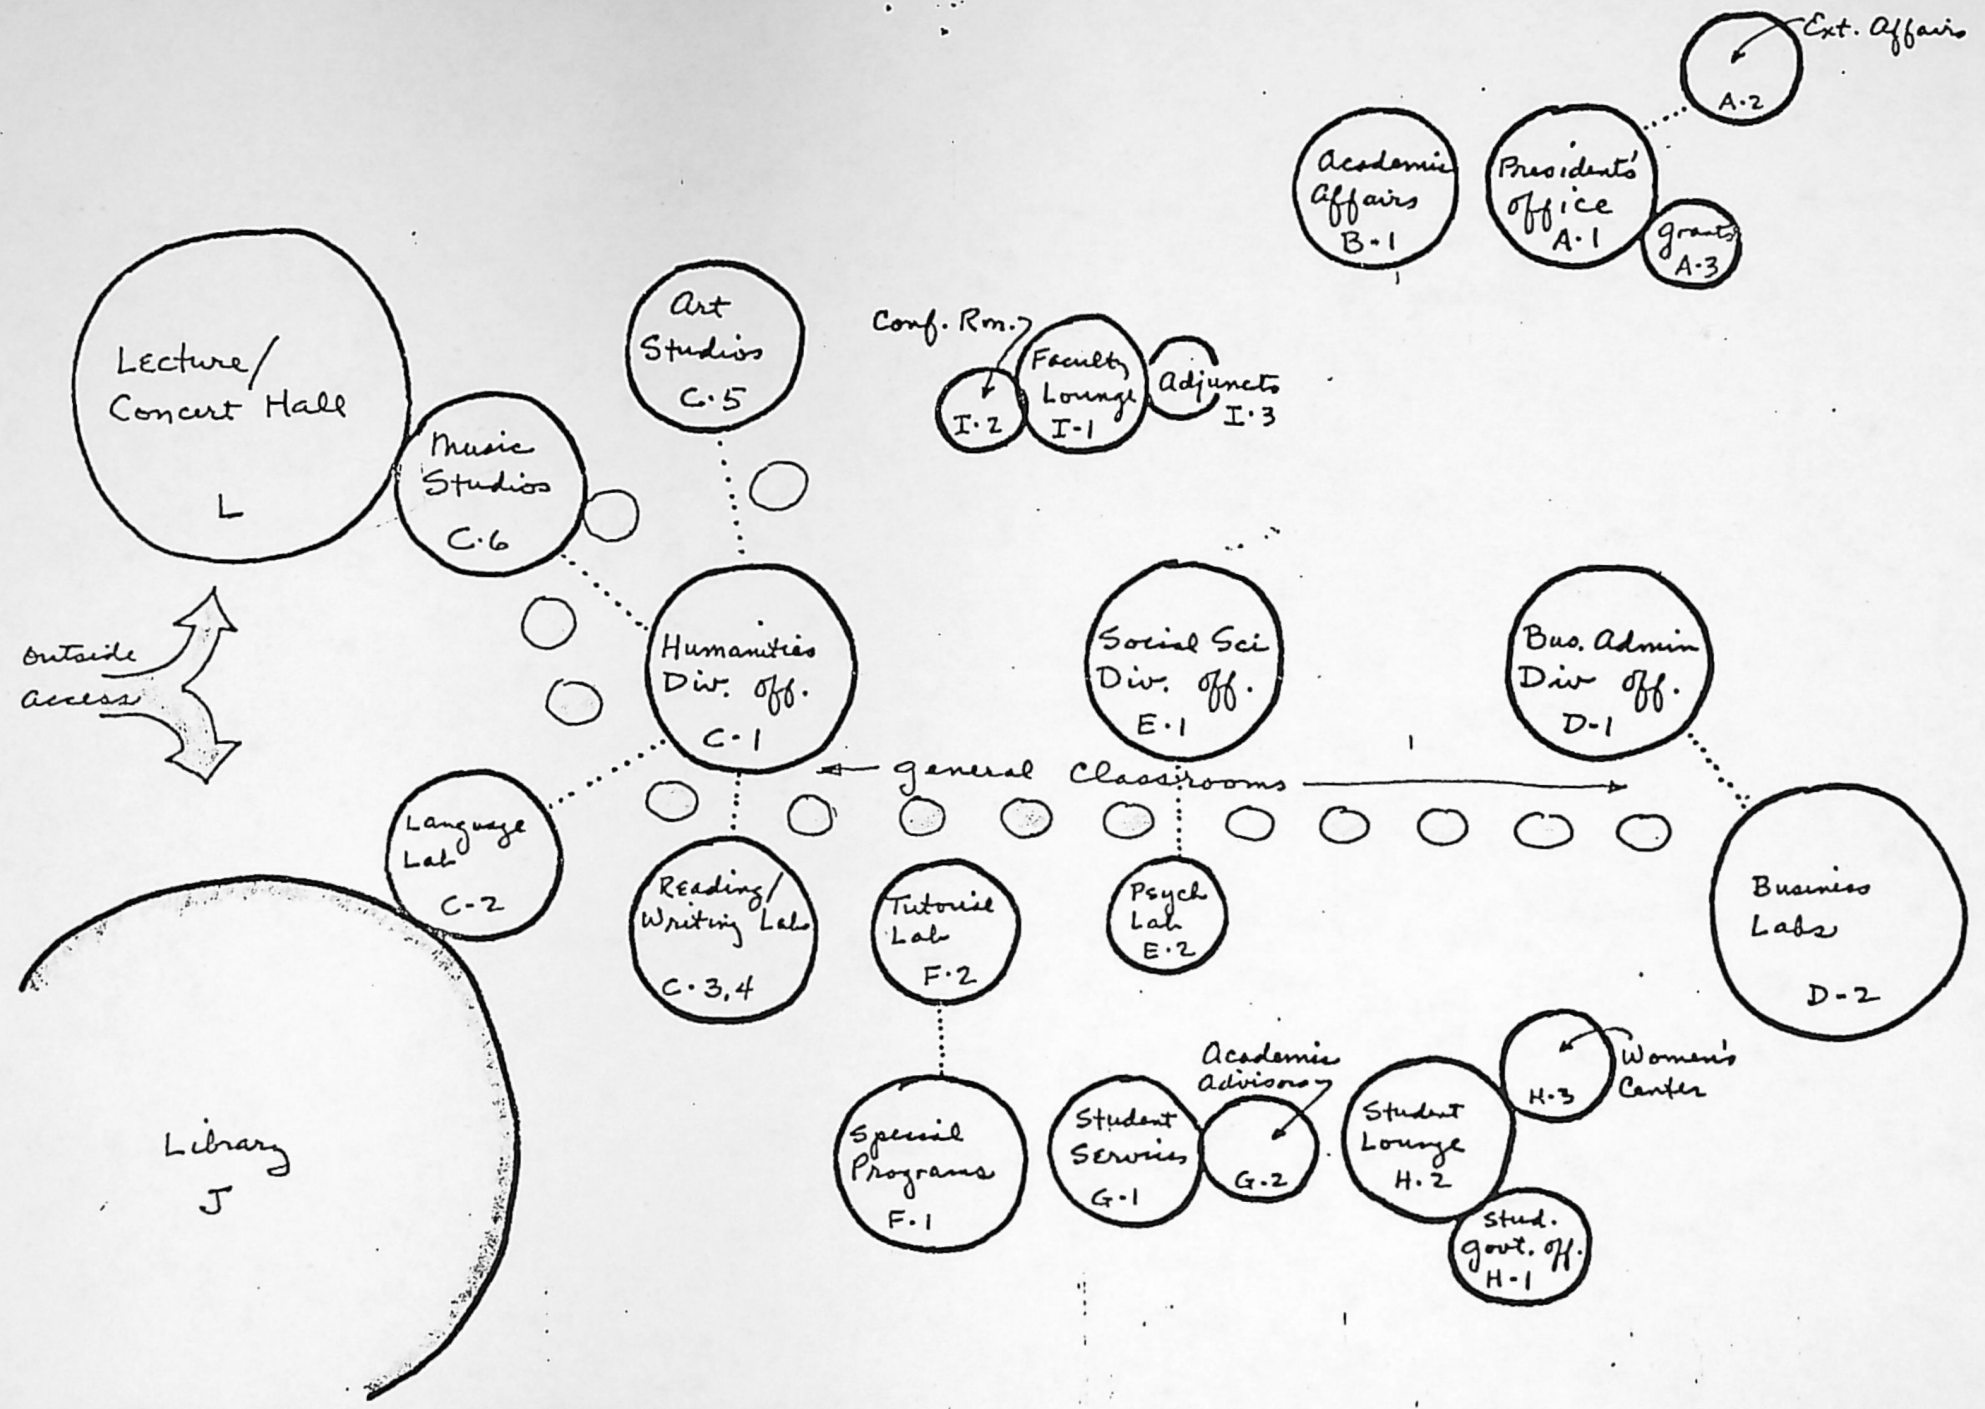 Ext. Affairs
A·2
Academic
Affairs
B·1
Presidents'
office
A·1
grants
A·3
Lecture/
Concert Hall
L
Art
Studios
C·5
Music
Studios
C·6
Conf. Rm.
I·2
Faculty
Lounge
I·1
Adjuncts
I·3
outside
access
Humanities
Div. off.
C·1
Social Sci
Div. off.
E·1
Bus. Admin
Div off.
D-1
general Classrooms
Language
Lab
C-2
Reading/
Writing Labs
C·3,4
Tutorial
Lab
F·2
Psych
Lab
E·2
Business
Labs
D-2
Library
J
Special
Programs
F·1
Student
Services
G·1
Academic
Advisory
G·2
Student
Lounge
H·2
Women's
Center
H·3
Stud.
govt. off.
H-1